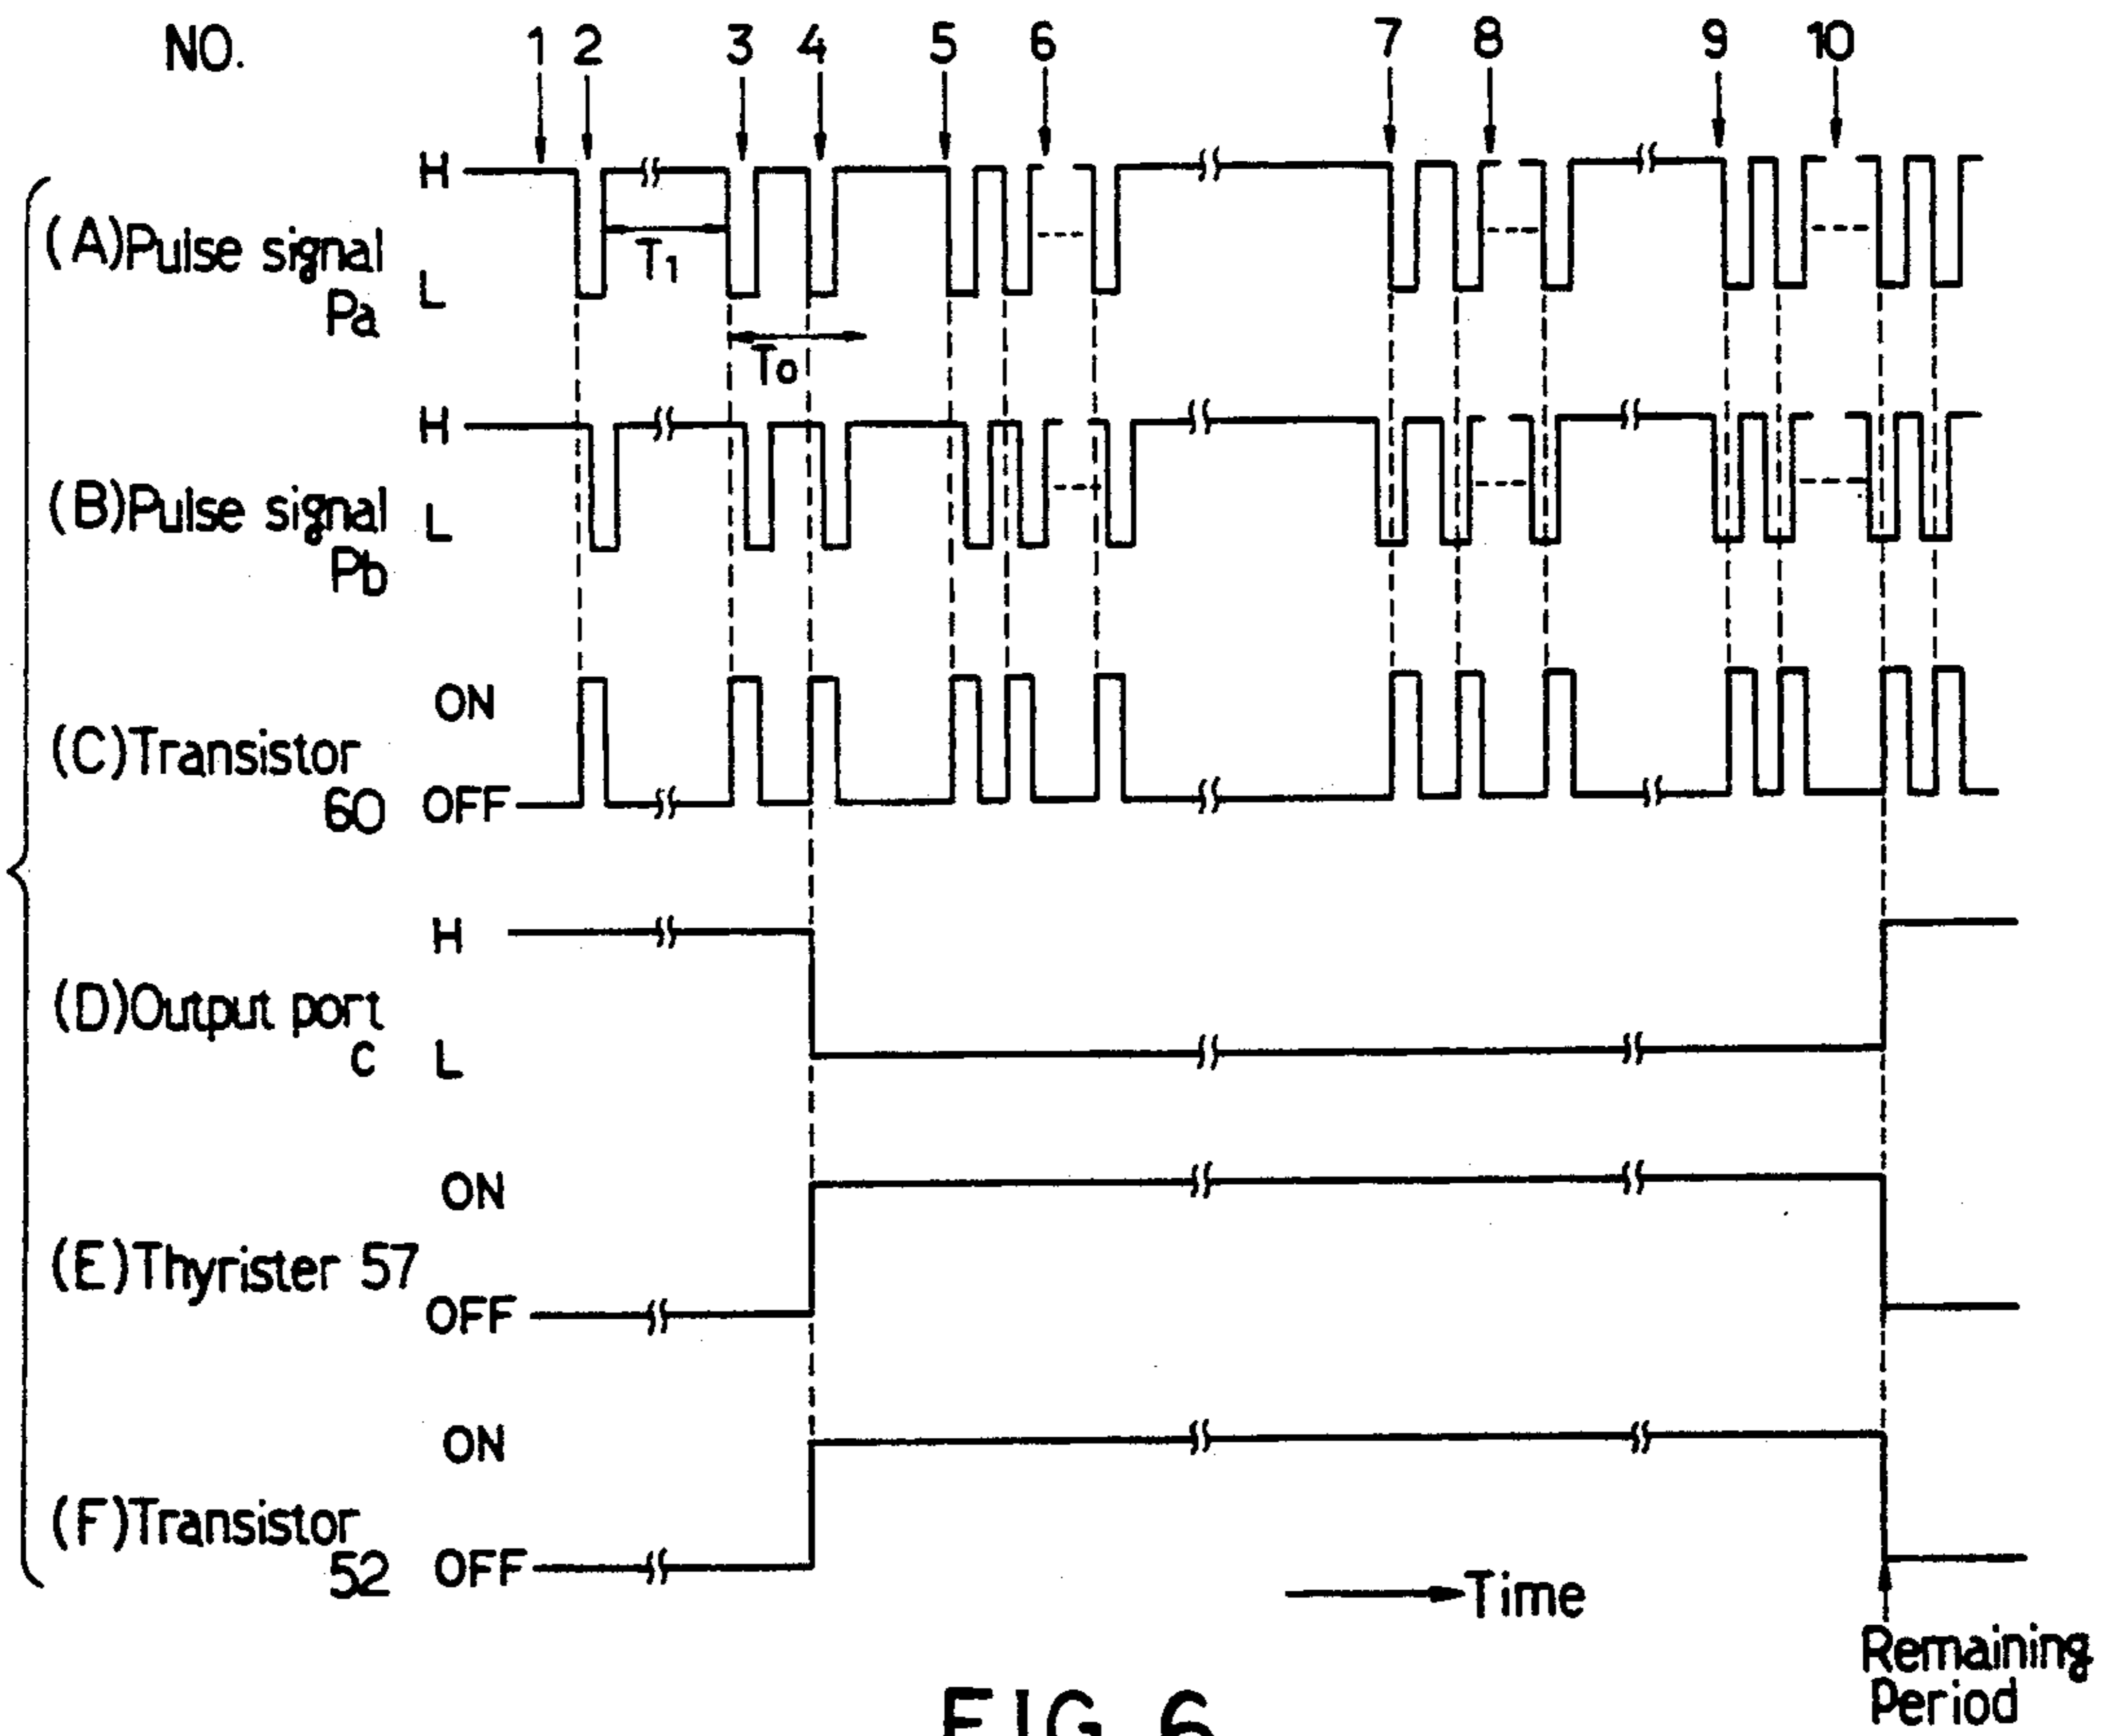 NO. 1 2 3 4 5 6 7 8 9 10
H
(A)Pulse signal
Pa
L
T1
To
H
(B)Pulse signal
Pb
L
ON
(C)Transistor
60 OFF
H
(D)Output port
c L
ON
(E)Thyrister 57
OFF
ON
(F)Transistor
52 OFF
Time
Remaining
Period
FIG. 6